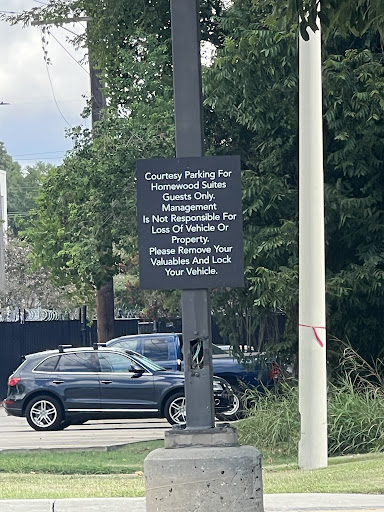 Courtesy Parking For
Homewood Suites
Guests Only.
Management
Is Not Responsible For
Loss Of Vehicle Or
Property.
Please Remove Your
Valuables And Lock
Your Vehicle.